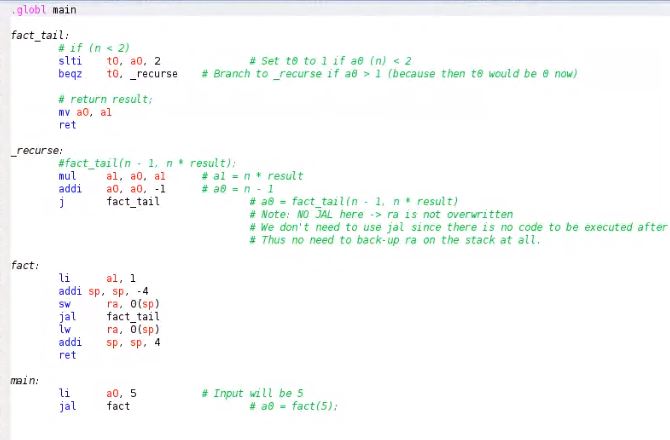 .globl main
fact_tail:
# if (n < 2)
slti t0, a0, 2 # Set t0 to 1 if a0 (n) < 2
beqz t0, _recurse # Branch to _recurse if a0 > 1 (because then t0 would be 0 now)
# return result;
mv a0, a1
ret
_recurse:
#fact_tail(n - 1, n * result);
mul a1, a0, a1 # a1 = n * result
addi a0, a0, -1 # a0 = n - 1
j fact_tail # a0 = fact_tail(n - 1, n * result)
# Note: NO JAL here -> ra is not overwritten
# We don't need to use jal since there is no code to be executed after
# Thus no need to back-up ra on the stack at all.
fact:
li a1, 1
addi sp, sp, -4
sw ra, 0(sp)
jal fact_tail
lw ra, 0(sp)
addi sp, sp, 4
ret
main:
li a0, 5 # Input will be 5
jal fact # a0 = fact(5);